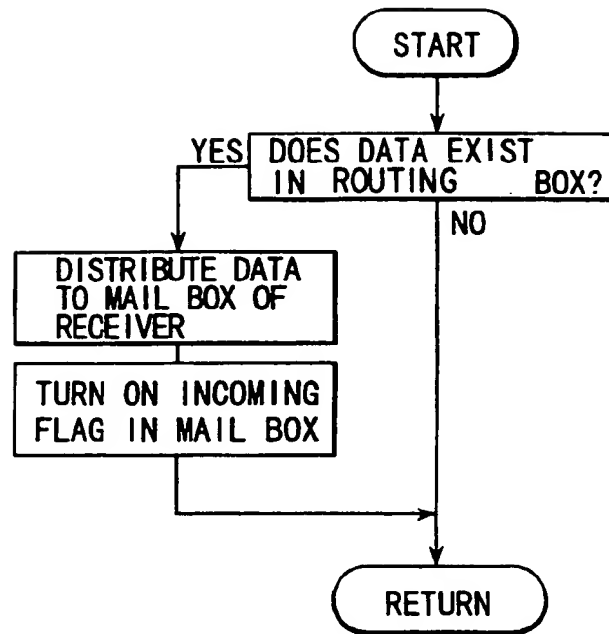 START
YES
DOES DATA EXIST
IN ROUTING BOX?
NO
DISTRIBUTE DATA
TO MAIL BOX OF
RECEIVER
TURN ON INCOMING
FLAG IN MAIL BOX
RETURN